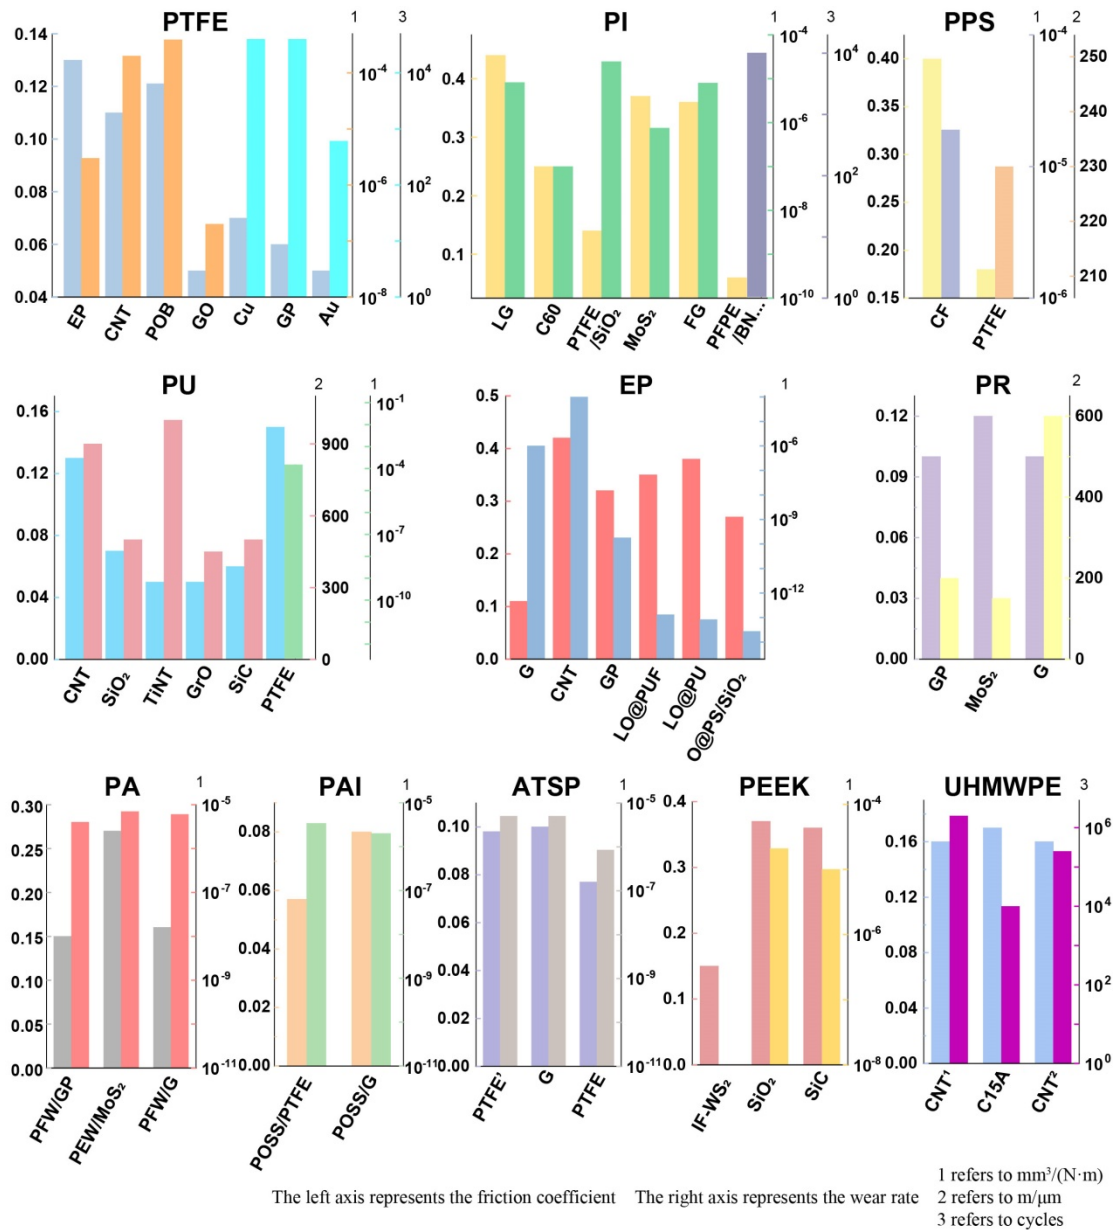 PTFE
1
3
0.14
0.12
0.10
0.08
0.06
0.04
10⁻⁴
10⁻⁶
10⁻⁸
10⁴
10²
10⁰
EP
CNT
POB
GO
Cu
GP
Au
PI
1
3
0.4
0.3
0.2
0.1
10⁻⁴
10⁻⁶
10⁻⁸
10⁻¹⁰
10⁴
10²
10⁰
LG
C60
PTFE
/SiO₂
MoS₂
FG
PFPE
/BN...
PPS
1
2
0.40
0.35
0.30
0.25
0.20
0.15
10⁻⁴
10⁻⁵
10⁻⁶
250
240
230
220
210
CF
PTFE
PU
2
1
0.16
0.12
0.08
0.04
0.00
900
600
300
0
10⁻¹
10⁻⁴
10⁻⁷
10⁻¹⁰
CNT
SiO₂
TiNT
GrO
SiC
PTFE
EP
1
0.5
0.4
0.3
0.2
0.1
0.0
10⁻⁶
10⁻⁹
10⁻¹²
G
CNT
GP
LO@PUF
LO@PU
O@PS/SiO₂
PR
2
0.12
0.09
0.06
0.03
0.00
600
400
200
0
GP
MoS₂
G
PA
1
0.30
0.25
0.20
0.15
0.10
0.05
0.00
10⁻⁵
10⁻⁷
10⁻⁹
10⁻¹¹
PFW/GP
PEW/MoS₂
PFW/G
PAI
1
0.08
0.06
0.04
0.02
0.00
10⁻⁵
10⁻⁷
10⁻⁹
10⁻¹¹
POSS/PTFE
POSS/G
ATSP
1
0.10
0.08
0.06
0.04
0.02
0.00
10⁻⁵
10⁻⁷
10⁻⁹
10⁻¹¹
PTFE'
G
PTFE
PEEK
1
0.4
0.3
0.2
0.1
0.0
10⁻⁴
10⁻⁶
10⁻⁸
IF-WS₂
SiO₂
SiC
UHMWPE
3
0.16
0.12
0.08
0.04
0.00
10⁶
10⁴
10²
10⁰
CNT¹
C15A
CNT²
The left axis represents the friction coefficient
The right axis represents the wear rate
1 refers to mm³/(N·m)
2 refers to m/μm
3 refers to cycles